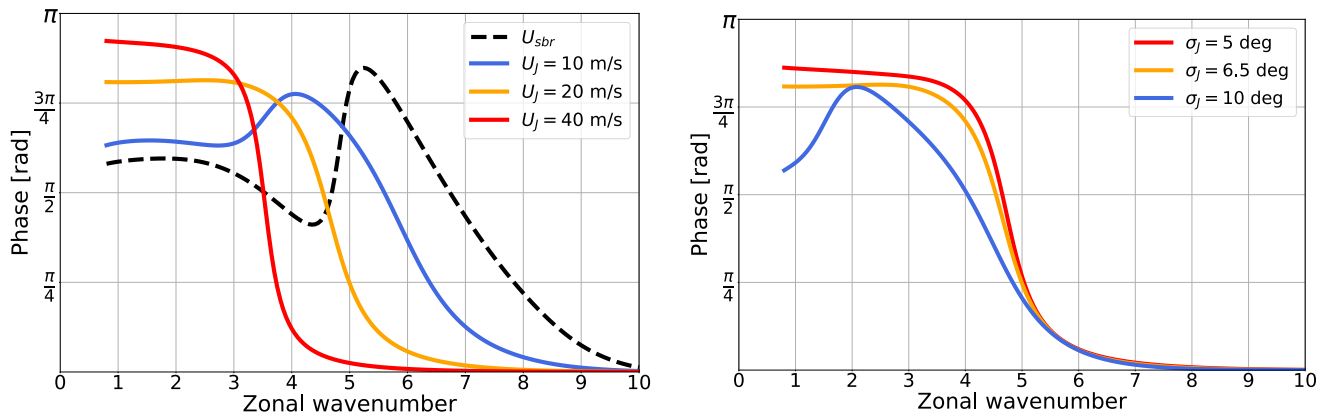 π
3π
4
π
2
π
4
Phase [rad]
0 1 2 3 4 5 6 7 8 9 10
Zonal wavenumber
U_sbr
U_J = 10 m/s
U_J = 20 m/s
U_J = 40 m/s
π
3π
4
π
2
π
4
Phase [rad]
0 1 2 3 4 5 6 7 8 9 10
Zonal wavenumber
σ_J = 5 deg
σ_J = 6.5 deg
σ_J = 10 deg